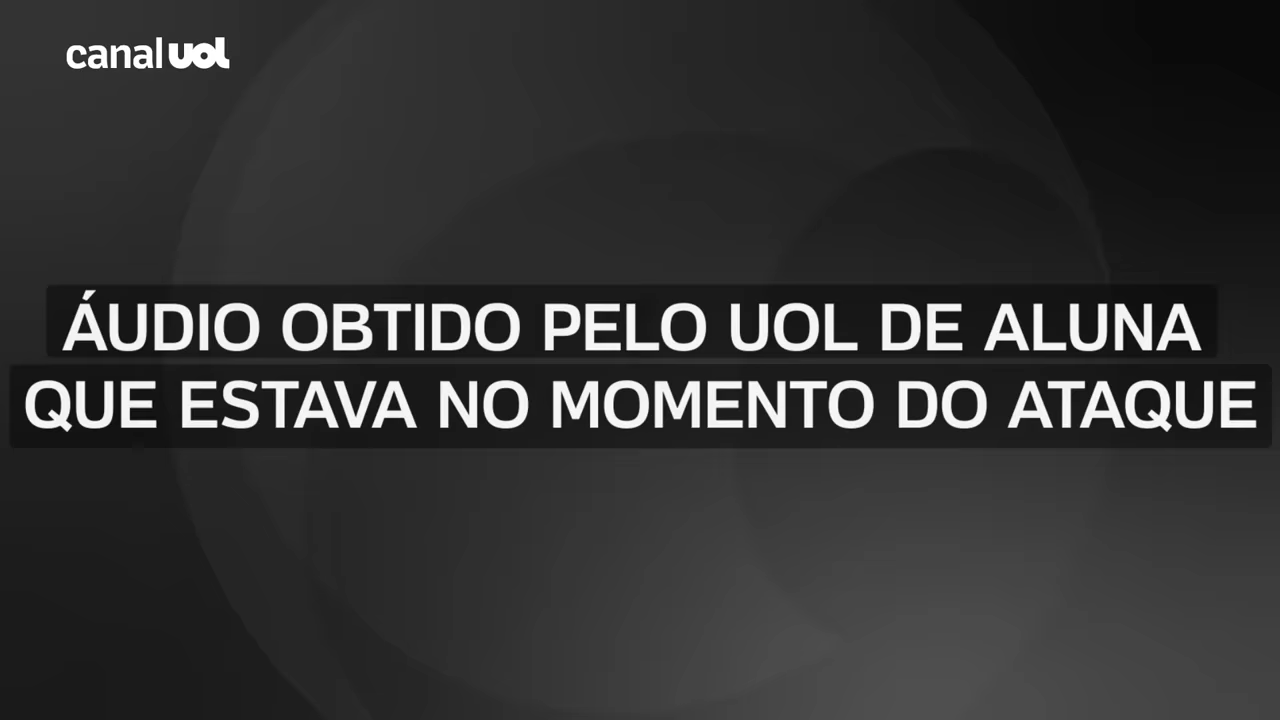 canal uol
ÁUDIO OBTIDO PELO UOL DE ALUNA
QUE ESTAVA NO MOMENTO DO ATAQUE